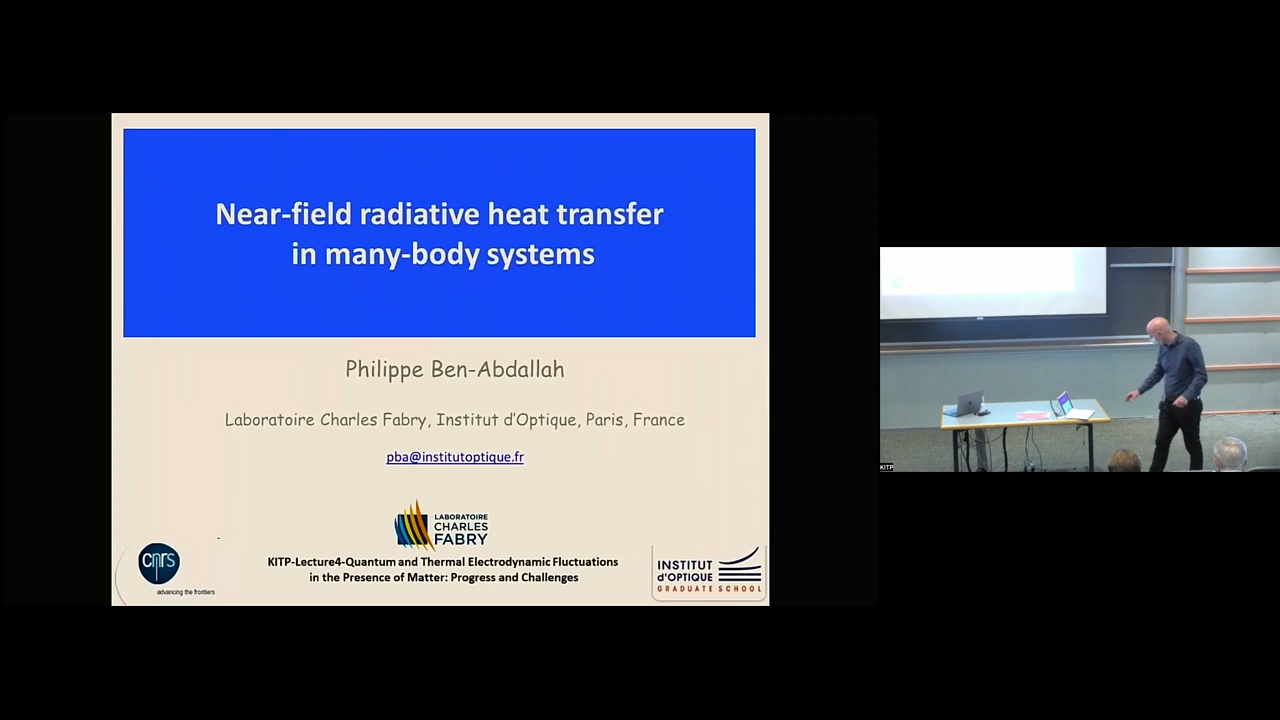 Near-field radiative heat transfer
in many-body systems
Philippe Ben-Abdallah
Laboratoire Charles Fabry, Institut d'Optique, Paris, France
pba@institutoptique.fr
LABORATOIRE
CHARLES
FABRY
KITP-Lecture4-Quantum and Thermal Electrodynamic Fluctuations
in the Presence of Matter: Progress and Challenges
cnrs
advancing the frontiers
INSTITUT
d'OPTIQUE
GRADUATE SCHOOL
KITP